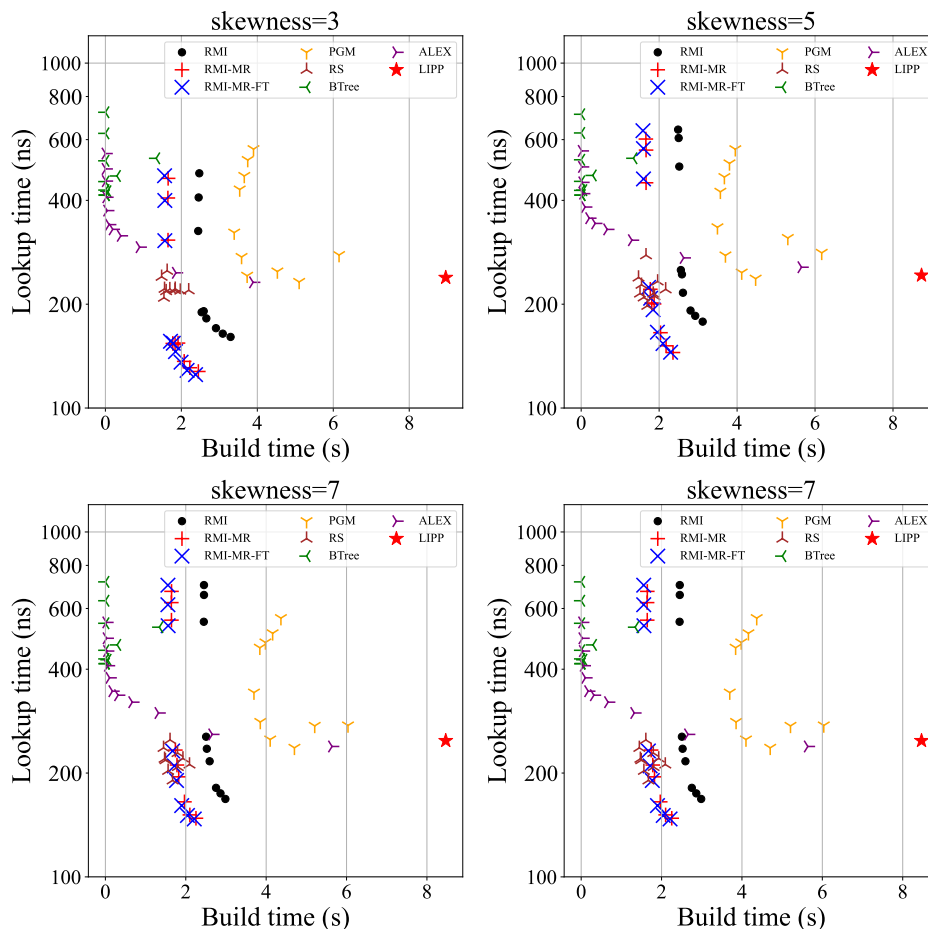 skewness=3
RMI
RMI-MR
RMI-MR-FT
PGM
RS
BTree
ALEX
LIPP
1000
800
600
400
200
100
Lookup time (ns)
0 2 4 6 8
Build time (s)
skewness=5
RMI
RMI-MR
RMI-MR-FT
PGM
RS
BTree
ALEX
LIPP
1000
800
600
400
200
100
Lookup time (ns)
0 2 4 6 8
Build time (s)
skewness=7
RMI
RMI-MR
RMI-MR-FT
PGM
RS
BTree
ALEX
LIPP
1000
800
600
400
200
100
Lookup time (ns)
0 2 4 6 8
Build time (s)
skewness=7
RMI
RMI-MR
RMI-MR-FT
PGM
RS
BTree
ALEX
LIPP
1000
800
600
400
200
100
Lookup time (ns)
0 2 4 6 8
Build time (s)